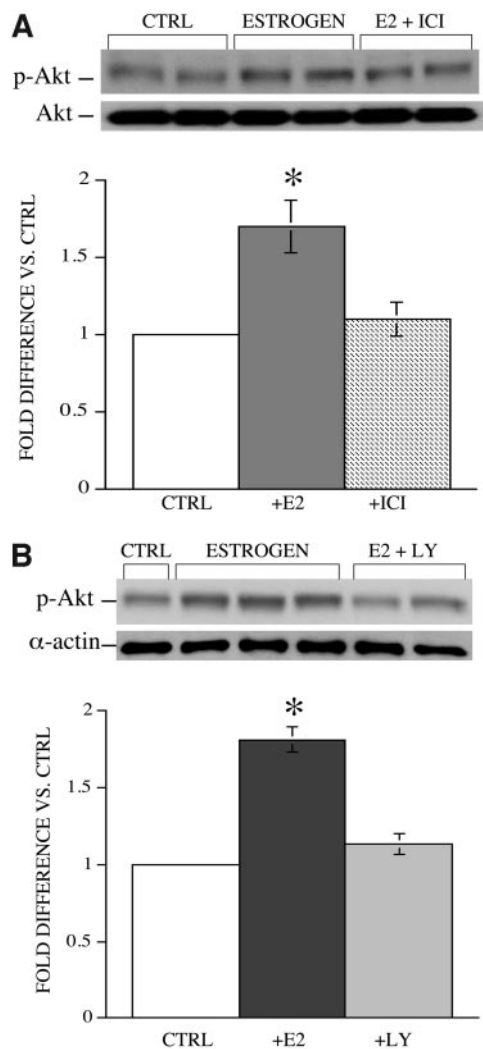 A
CTRL ESTROGEN E2 + ICI
p-Akt
Akt
FOLD DIFFERENCE VS. CTRL
2
*
1.5
1
0.5
0
CTRL +E2 +ICI
B
CTRL ESTROGEN E2 + LY
p-Akt
α-actin
FOLD DIFFERENCE VS. CTRL
2
*
1.5
1
0.5
0
CTRL +E2 +LY